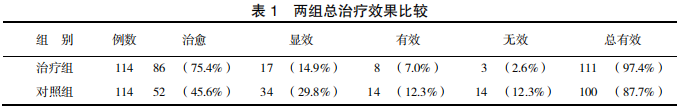 表 1 两组总治疗效果比较
组 别 例数 治愈 显效 有效 无效 总有效
治疗组 114 86 (75.4%) 17 (14.9%) 8 (7.0%) 3 (2.6%) 111 (97.4%)
对照组 114 52 (45.6%) 34 (29.8%) 14 (12.3%) 14 (12.3%) 100 (87.7%)